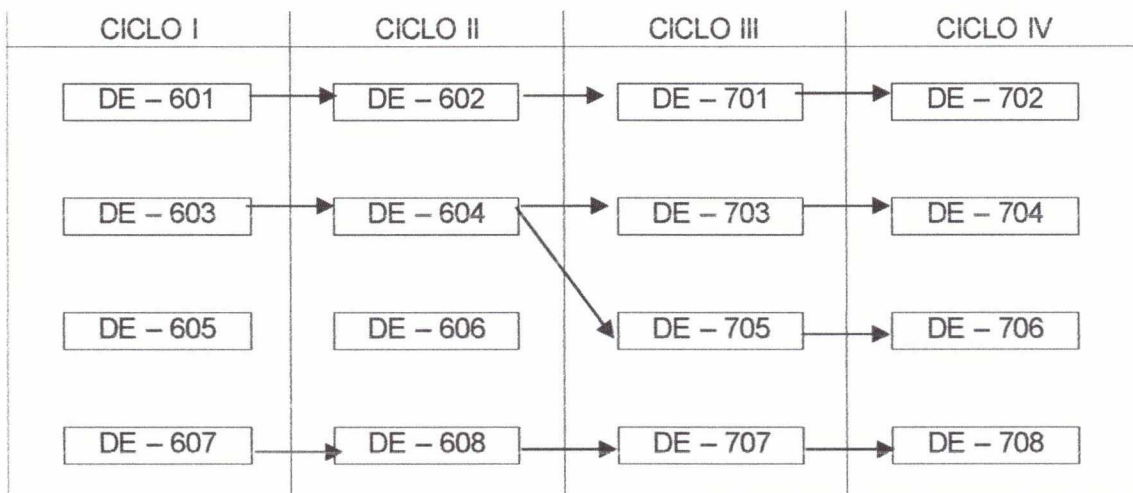 CICLO I CICLO II CICLO III CICLO IV
DE – 601 DE – 602 DE – 701 DE – 702
DE – 603 DE – 604 DE – 703 DE – 704
DE – 605 DE – 606 DE – 705 DE – 706
DE – 607 DE – 608 DE – 707 DE – 708